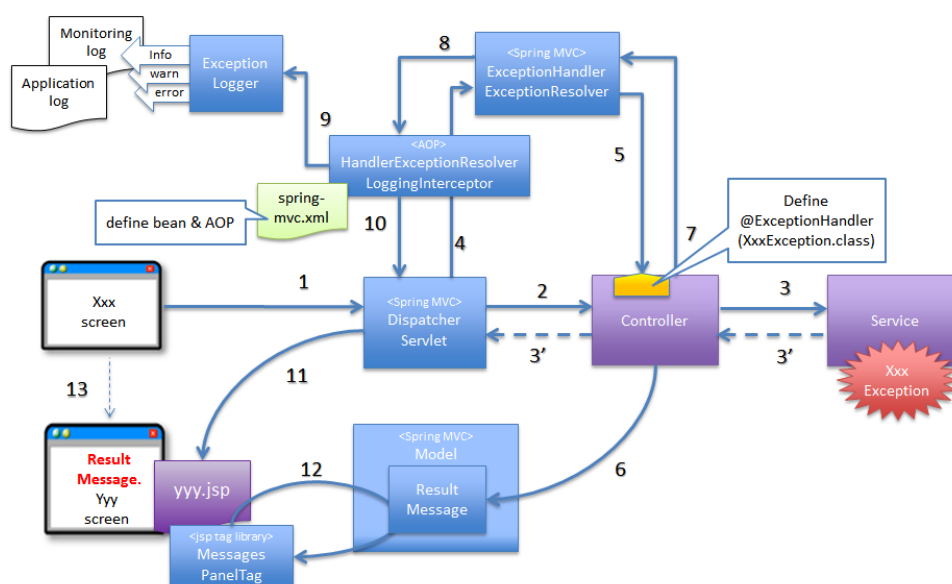 Monitoring
log
Application
log
Info
warn
error
Exception
Logger
9
8
<Spring MVC>
ExceptionHandler
ExceptionResolver
<AOP>
HandlerExceptionResolver
LoggingInterceptor
5
define bean & AOP
spring-
mvc.xml
10
4
7
Define
@ExceptionHandler
(XxxException.class)
Xxx
screen
1
<Spring MVC>
Dispatcher
Servlet
2
3’
Controller
3
3’
Service
Xxx
Exception
13
11
6
Result
Message.
Yyy
screen
yyy.jsp
<jsp tag library>
Messages
PanelTag
12
<Spring MVC>
Model
Result
Message